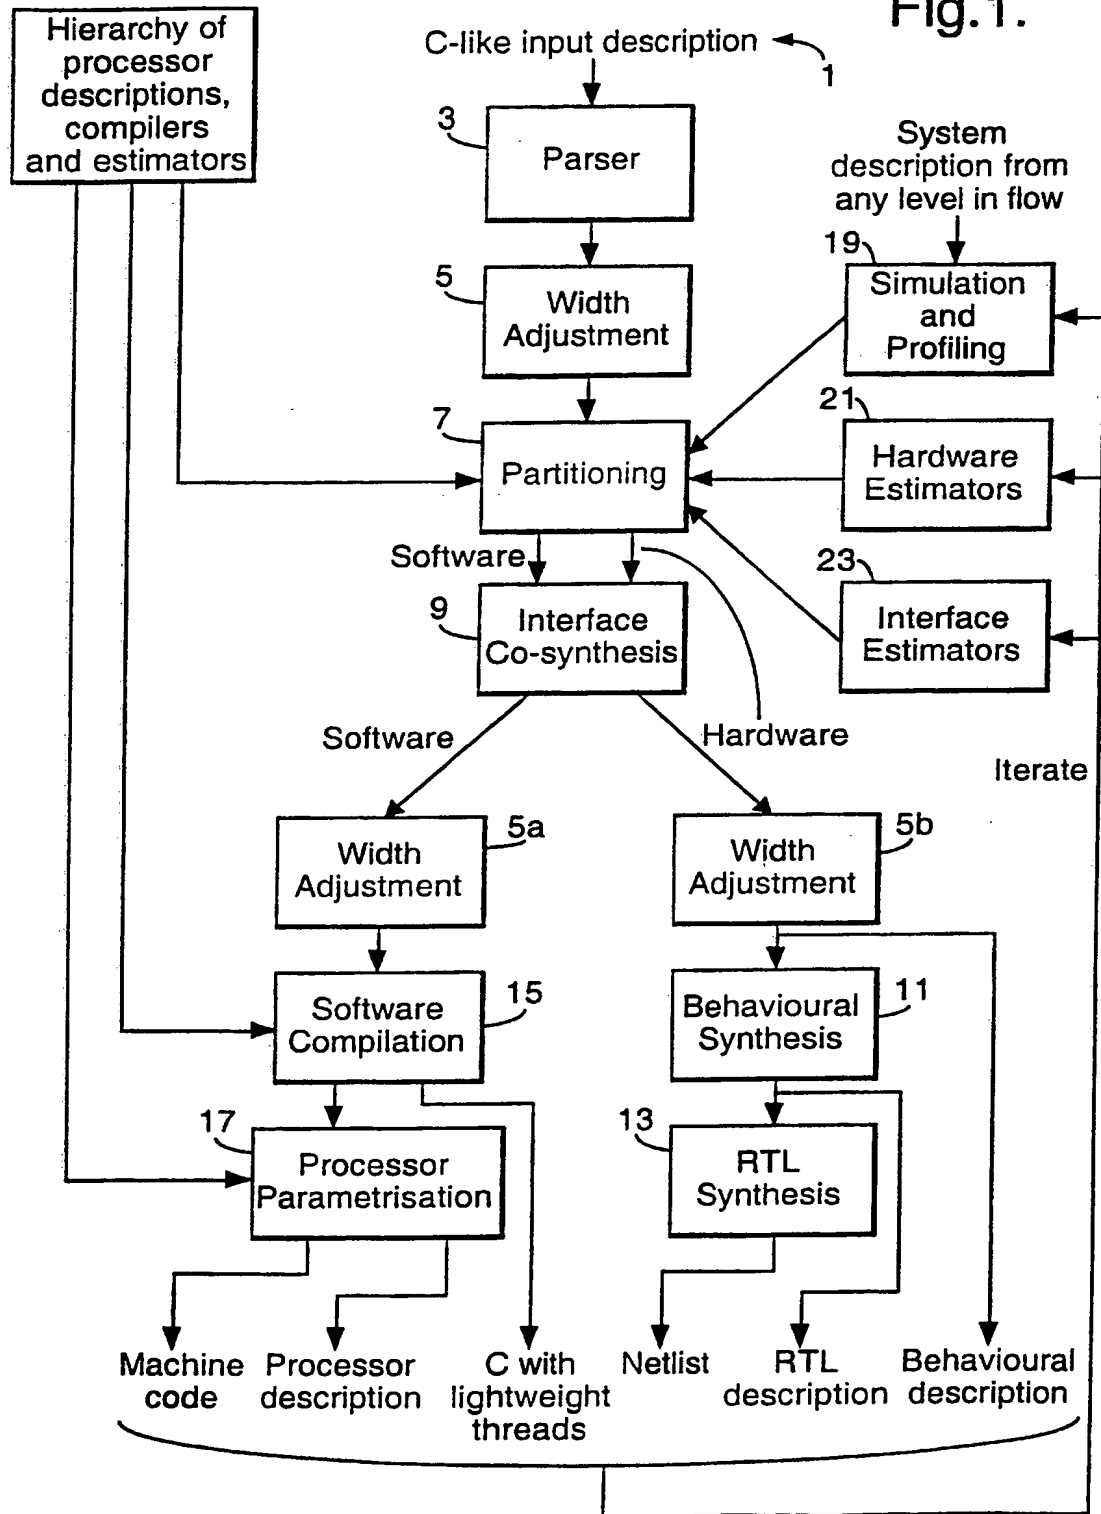 Fig.1.
Hierarchy of
processor
descriptions,
compilers
and estimators
C-like input description
1
3
Parser
System
description from
any level in flow
5
Width
Adjustment
19
Simulation
and
Profiling
7
Partitioning
21
Hardware
Estimators
Software
9
Interface
Co-synthesis
23
Interface
Estimators
Software
Hardware
Iterate
Width
Adjustment
5a
Width
Adjustment
5b
Software
Compilation
15
Behavioural
Synthesis
11
17
Processor
Parametrisation
13
RTL
Synthesis
Machine
code
Processor
description
C with
lightweight
threads
Netlist
RTL
description
Behavioural
description